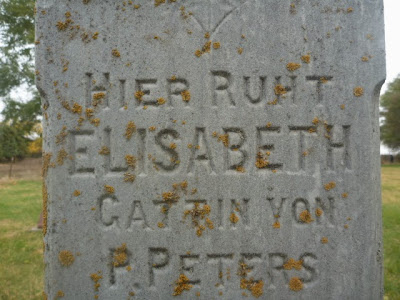 HIER RUHT
ELISABETH
GATTIN VON
P. PETERS